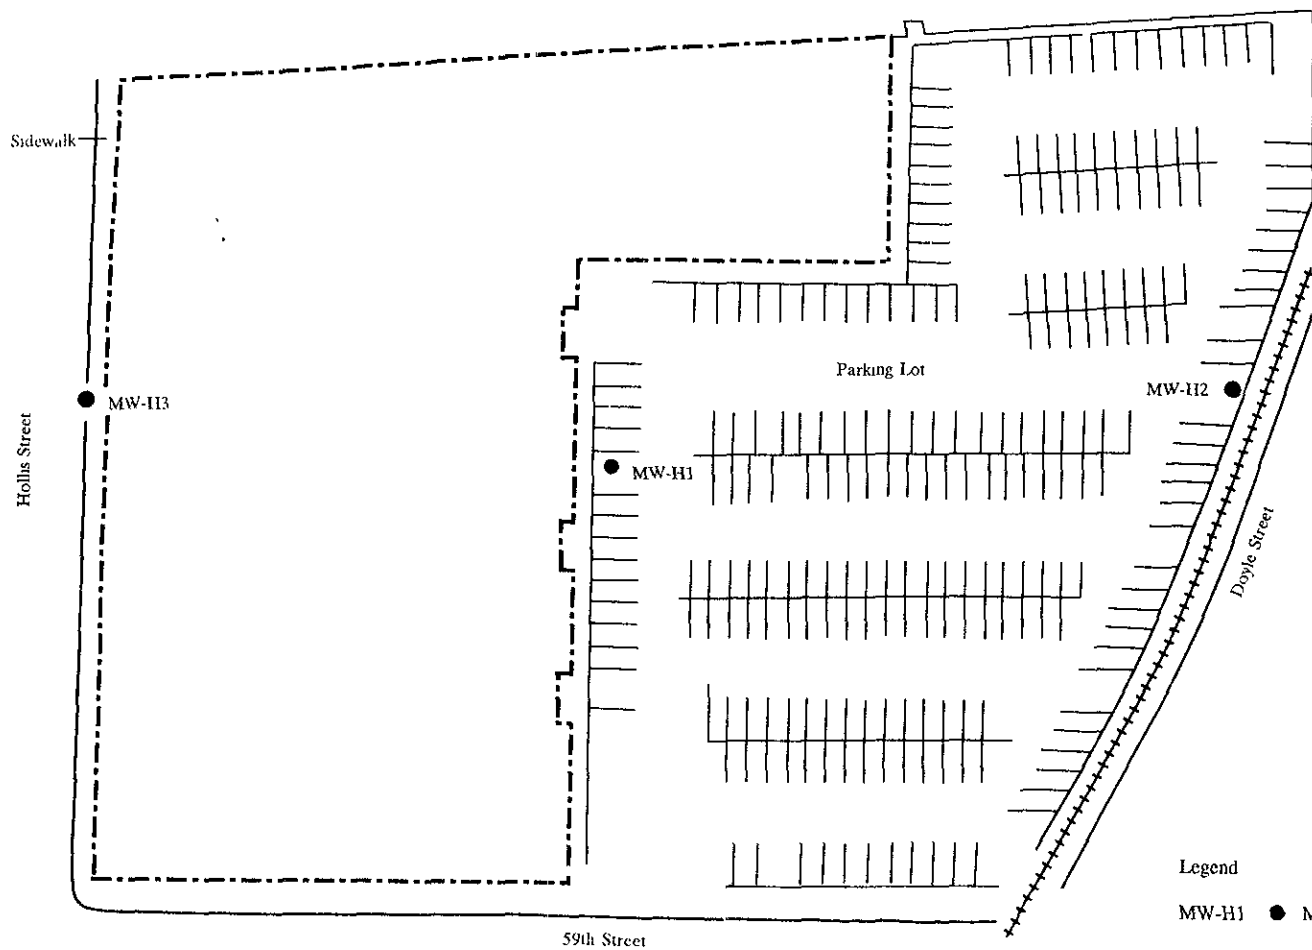 Sidewalk
Parking Lot
MW-H2
MW-H3
Hollis Street
MW-H1
Doyle Street
Legend
MW-H1 M
59th Street